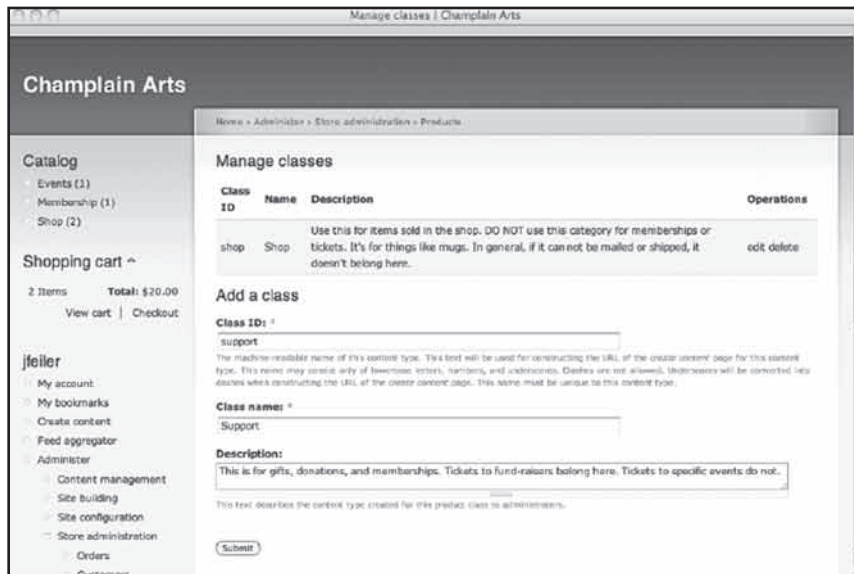 Manage classes | Champlain Arts
Champlain Arts
Home » Administer » Store administration » Products
Catalog
Events (1)
Membership (1)
Shop (2)
Shopping cart
2 Items Total: $20.00
View cart | Checkout
jfeiler
My account
My bookmarks
Create content
Feed aggregator
Administer
Content management
Site building
Site configuration
Store administration
Orders
Customers
Manage classes
Class ID Name Description Operations
shop Shop Use this for items sold in the shop. DO NOT use this category for memberships or
tickets. It's for things like mugs. In general, if it can not be mailed or shipped, it
doesn't belong here.
edit delete
Add a class
Class ID: *
support
The machine-readable name of this content type. This text will be used for constructing the URL of the create content page for this content
type. This name may consist only of lowercase letters, numbers, and underscores. Dashes are not allowed. Underscores will be converted into
dashes when constructing the URL of the create content page. This name must be unique to this content type.
Class name: *
Support
Description:
This is for gifts, donations, and memberships. Tickets to fund-raisers belong here. Tickets to specific events do not.
This text describes the content type created for this product class to administrators.
Submit